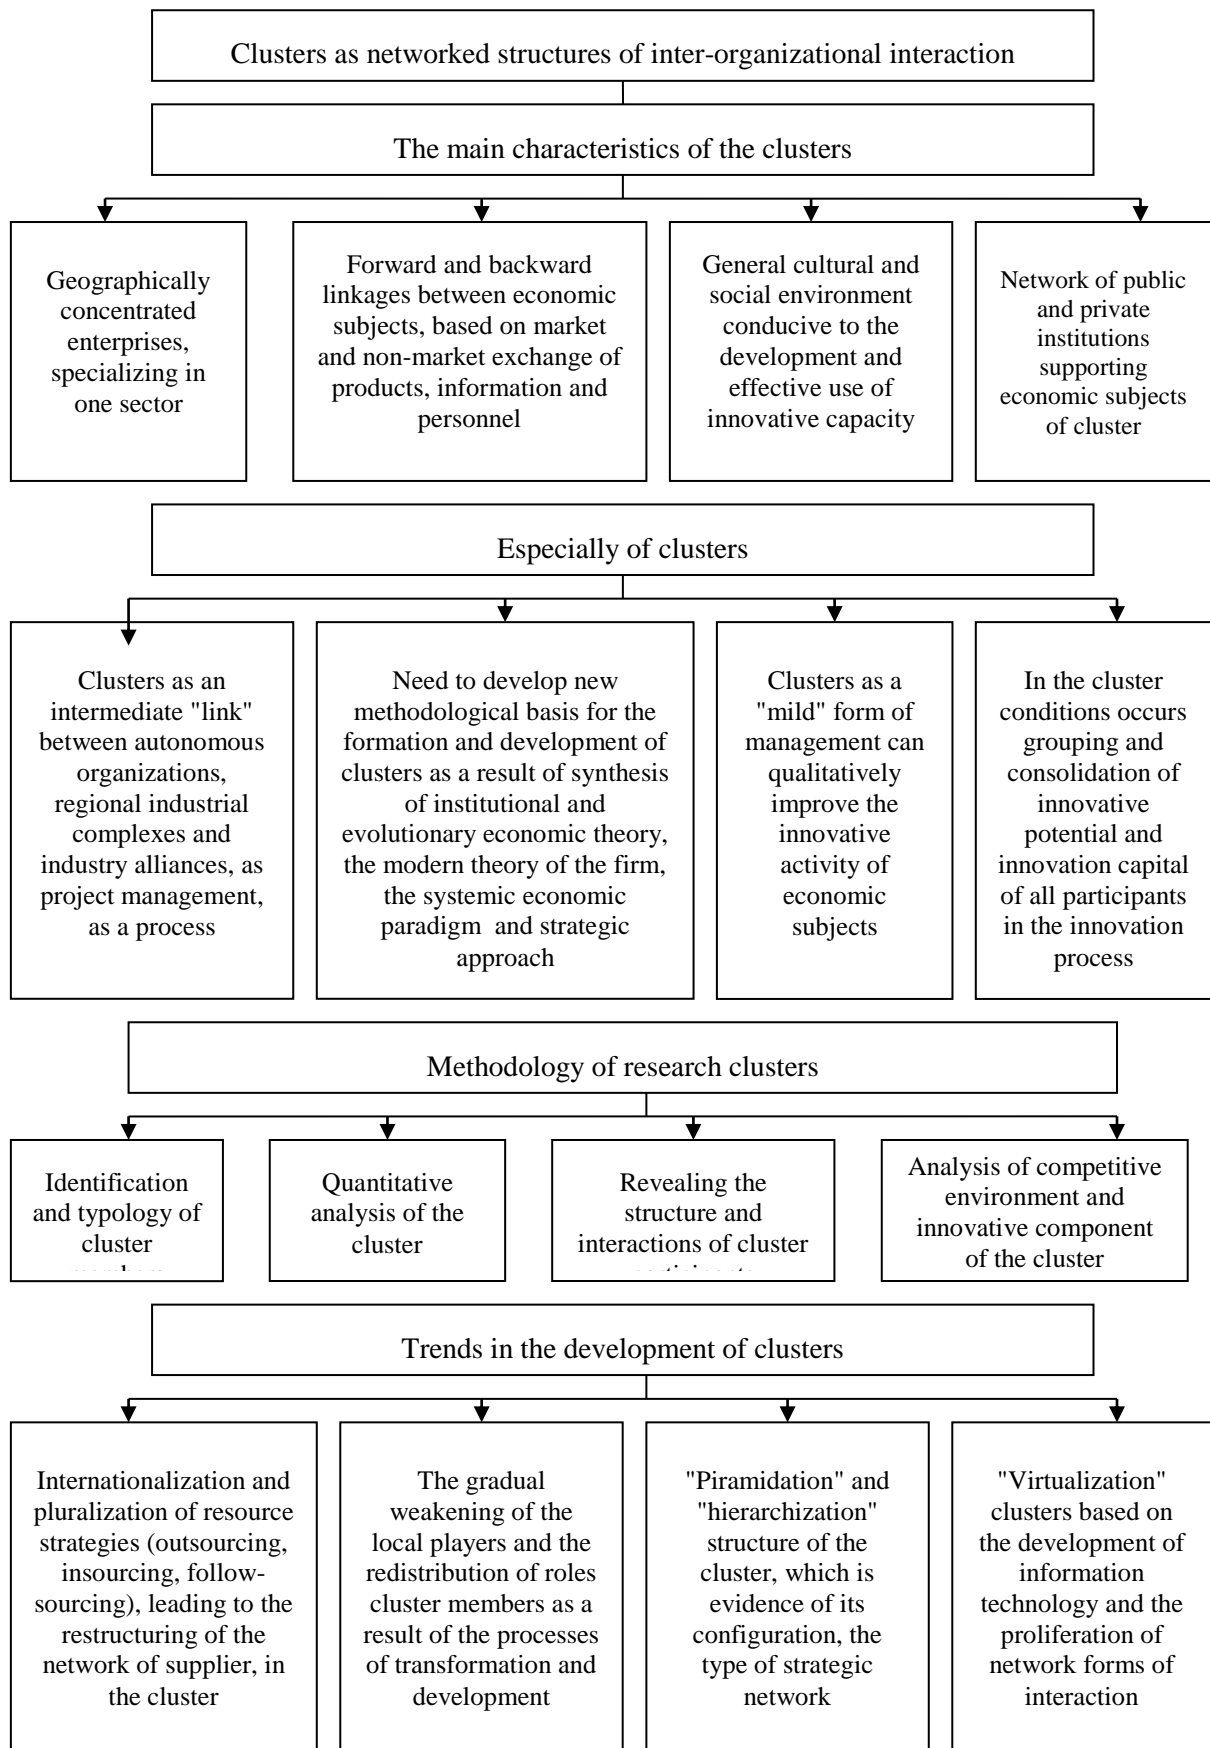 Clusters as networked structures of inter-organizational interaction
The main characteristics of the clusters
Geographically
concentrated
enterprises,
specializing in
one sector
Forward and backward
linkages between economic
subjects, based on market
and non-market exchange of
products, information and
personnel
General cultural and
social environment
conducive to the
development and
effective use of
innovative capacity
Network of public
and private
institutions
supporting
economic subjects
of cluster
Especially of clusters
Clusters as an
intermediate "link"
between autonomous
organizations,
regional industrial
complexes and
industry alliances, as
project management,
as a process
Need to develop new
methodological basis for the
formation and development of
clusters as a result of synthesis
of institutional and
evolutionary economic theory,
the modern theory of the firm,
the systemic economic
paradigm and strategic
approach
Clusters as a
"mild" form of
management can
qualitatively
improve the
innovative
activity of
economic
subjects
In the cluster
conditions occurs
grouping and
consolidation of
innovative
potential and
innovation capital
of all participants
in the innovation
process
Methodology of research clusters
Identification
and typology of
cluster
Quantitative
analysis of the
cluster
Revealing the
structure and
interactions of cluster
Analysis of competitive
environment and
innovative component
of the cluster
Trends in the development of clusters
Internationalization and
pluralization of resource
strategies (outsourcing,
insourcing, follow-
sourcing), leading to the
restructuring of the
network of supplier, in
the cluster
The gradual
weakening of the
local players and the
redistribution of roles
cluster members as a
result of the processes
of transformation and
development
"Piramidation" and
"hierarchization"
structure of the
cluster, which is
evidence of its
configuration, the
type of strategic
network
"Virtualization"
clusters based on
the development of
information
technology and the
proliferation of
network forms of
interaction